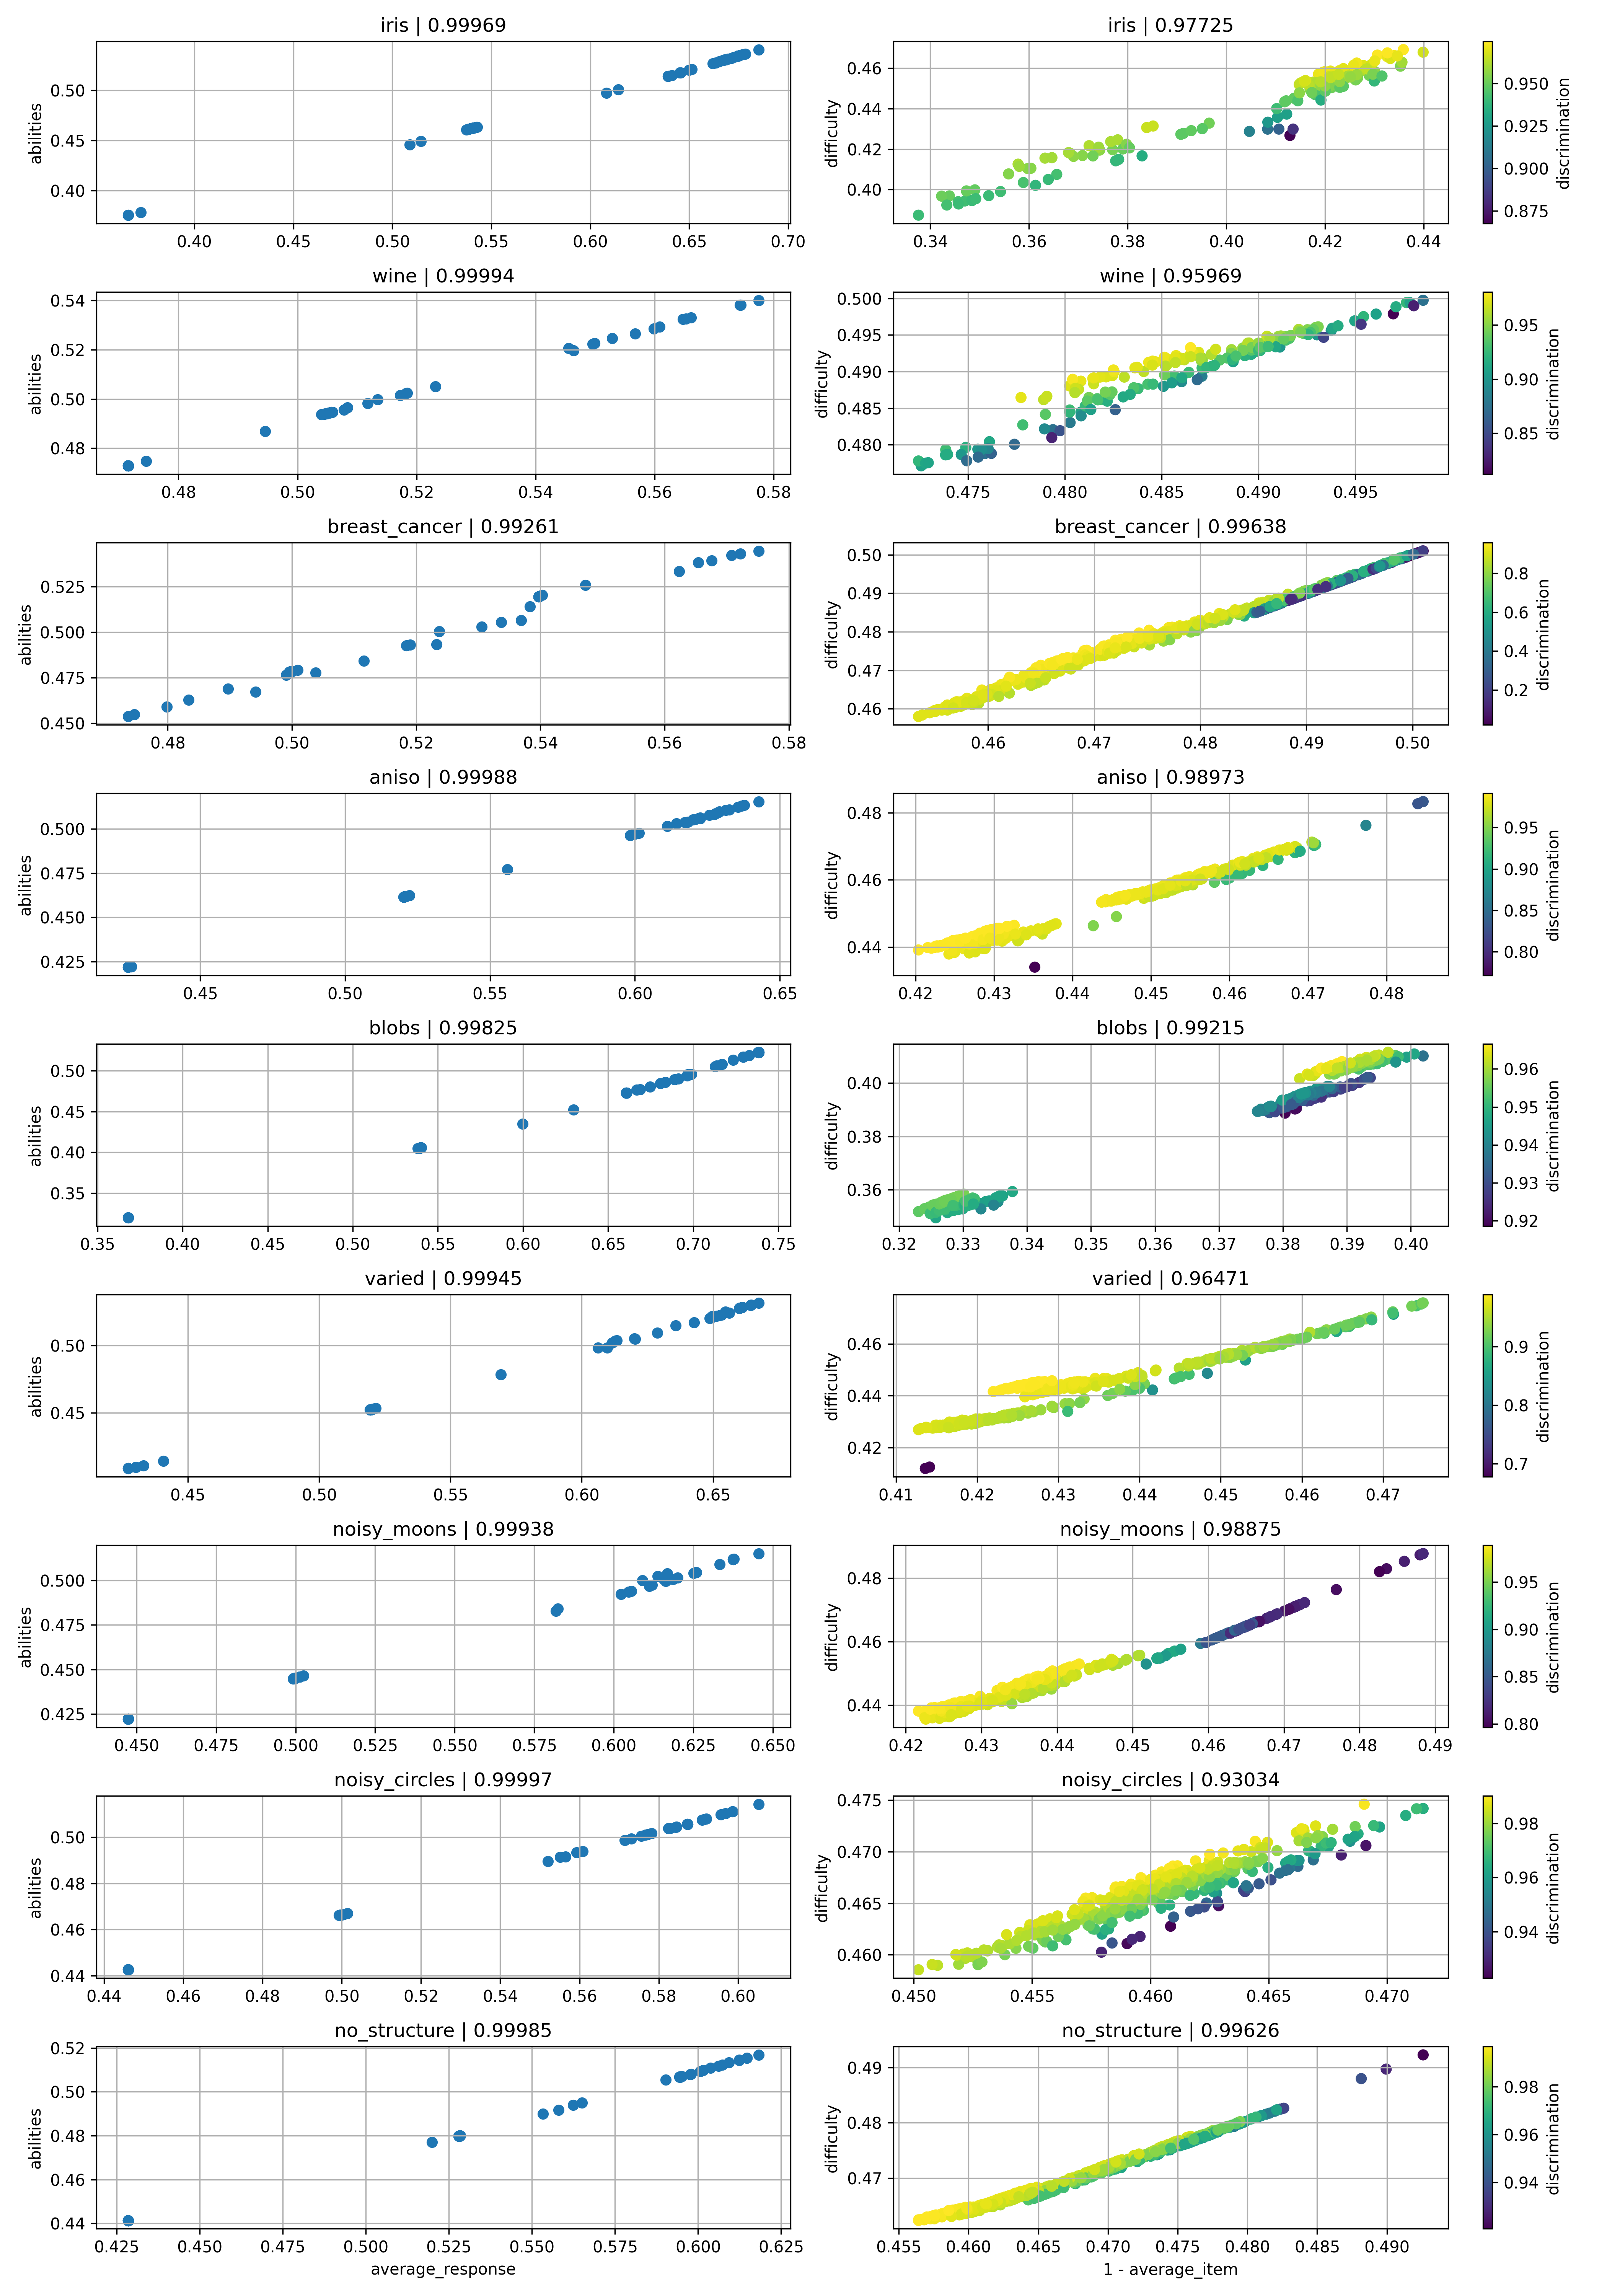 iris | 0.99969
abilities
0.50
0.45
0.40
0.40 0.45 0.50 0.55 0.60 0.65 0.70
iris | 0.97725
difficulty
0.46
0.44
0.42
0.40
0.34 0.36 0.38 0.40 0.42 0.44
0.950
0.925
0.900
0.875
discrimination
wine | 0.99994
abilities
0.54
0.52
0.50
0.48
0.48 0.50 0.52 0.54 0.56 0.58
wine | 0.95969
difficulty
0.500
0.495
0.490
0.485
0.480
0.475 0.480 0.485 0.490 0.495
0.95
0.90
0.85
discrimination
breast_cancer | 0.99261
abilities
0.525
0.500
0.475
0.450
0.48 0.50 0.52 0.54 0.56 0.58
breast_cancer | 0.99638
difficulty
0.50
0.49
0.48
0.47
0.46
0.46 0.47 0.48 0.49 0.50
0.8
0.6
0.4
0.2
discrimination
aniso | 0.99988
abilities
0.500
0.475
0.450
0.425
0.45 0.50 0.55 0.60 0.65
aniso | 0.98973
difficulty
0.48
0.46
0.44
0.42 0.43 0.44 0.45 0.46 0.47 0.48
0.95
0.90
0.85
0.80
discrimination
blobs | 0.99825
abilities
0.50
0.45
0.40
0.35
0.35 0.40 0.45 0.50 0.55 0.60 0.65 0.70 0.75
blobs | 0.99215
difficulty
0.40
0.38
0.36
0.32 0.33 0.34 0.35 0.36 0.37 0.38 0.39 0.40
0.96
0.95
0.94
0.93
0.92
discrimination
varied | 0.99945
abilities
0.50
0.45
0.45 0.50 0.55 0.60 0.65
varied | 0.96471
difficulty
0.46
0.44
0.42
0.41 0.42 0.43 0.44 0.45 0.46 0.47
0.9
0.8
0.7
discrimination
noisy_moons | 0.99938
abilities
0.500
0.475
0.450
0.425
0.450 0.475 0.500 0.525 0.550 0.575 0.600 0.625 0.650
noisy_moons | 0.98875
difficulty
0.48
0.46
0.44
0.42 0.43 0.44 0.45 0.46 0.47 0.48 0.49
0.95
0.90
0.85
0.80
discrimination
noisy_circles | 0.99997
abilities
0.50
0.48
0.46
0.44
0.44 0.46 0.48 0.50 0.52 0.54 0.56 0.58 0.60
noisy_circles | 0.93034
difficulty
0.475
0.470
0.465
0.460
0.450 0.455 0.460 0.465 0.470
0.98
0.96
0.94
discrimination
no_structure | 0.99985
abilities
0.52
0.50
0.48
0.46
0.44
0.425 0.450 0.475 0.500 0.525 0.550 0.575 0.600 0.625
average_response
no_structure | 0.99626
difficulty
0.49
0.48
0.47
0.455 0.460 0.465 0.470 0.475 0.480 0.485 0.490
1 - average_item
0.98
0.96
0.94
discrimination